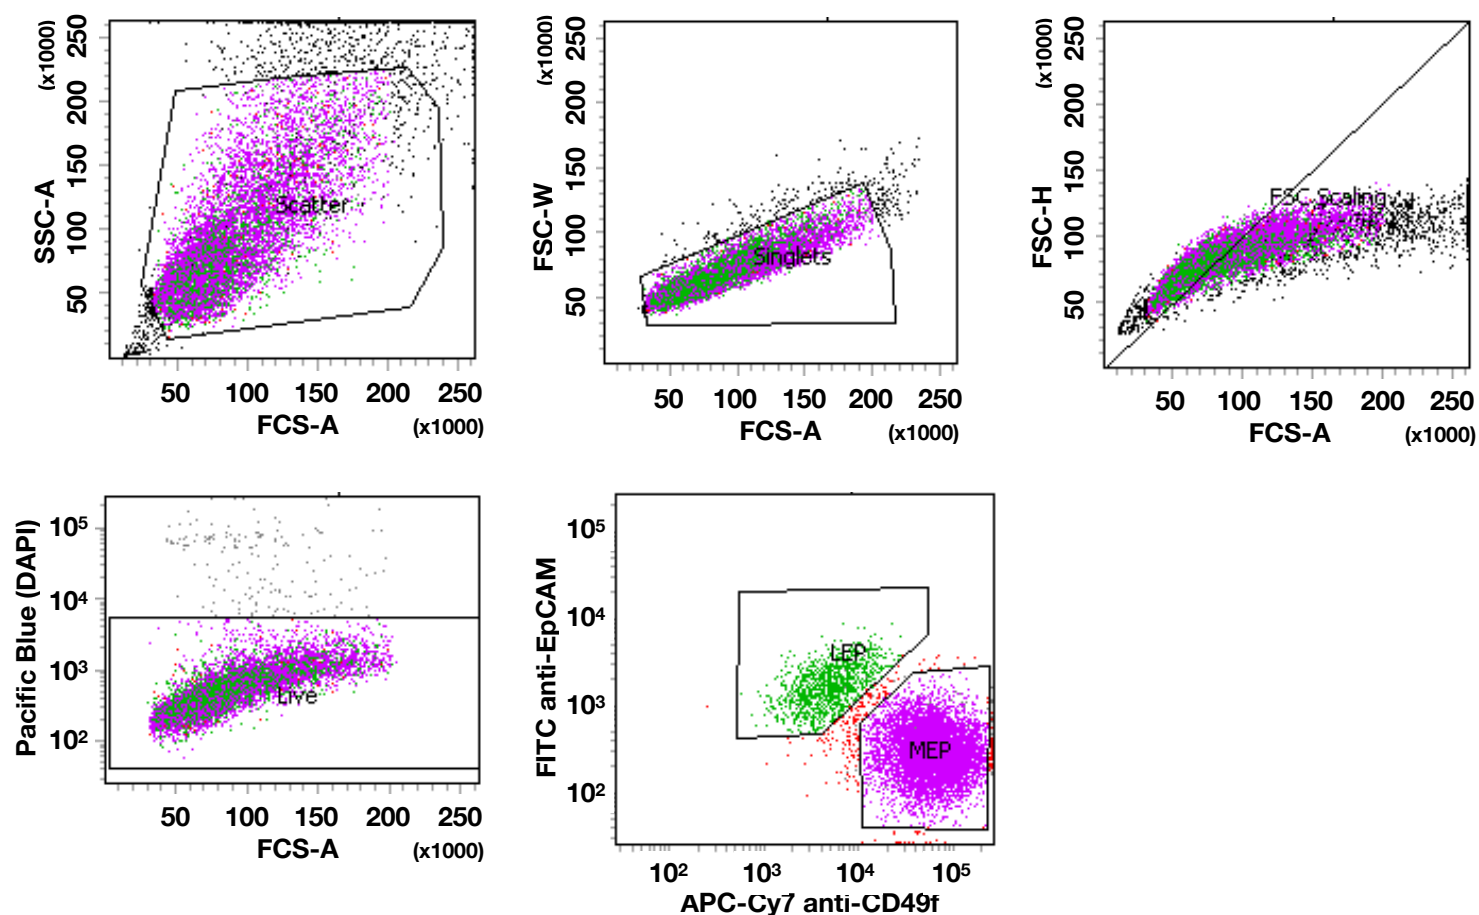 SSC-A
(x1000)
250
200
150
100
50
Scatter
50 100 150 200 250
FCS-A (x1000)
FSC-W
(x1000)
250
200
150
100
50
Singlets
50 100 150 200 250
FCS-A (x1000)
FSC-H
(x1000)
250
200
150
100
50
FSC Scaling
50 100 150 200 250
FCS-A (x1000)
Pacific Blue (DAPI)
10⁵
10⁴
10³
10²
Live
50 100 150 200 250
FCS-A (x1000)
FITC anti-EpCAM
10⁵
10⁴
10³
10²
LEP
MEP
10² 10³ 10⁴ 10⁵
APC-Cy7 anti-CD49f